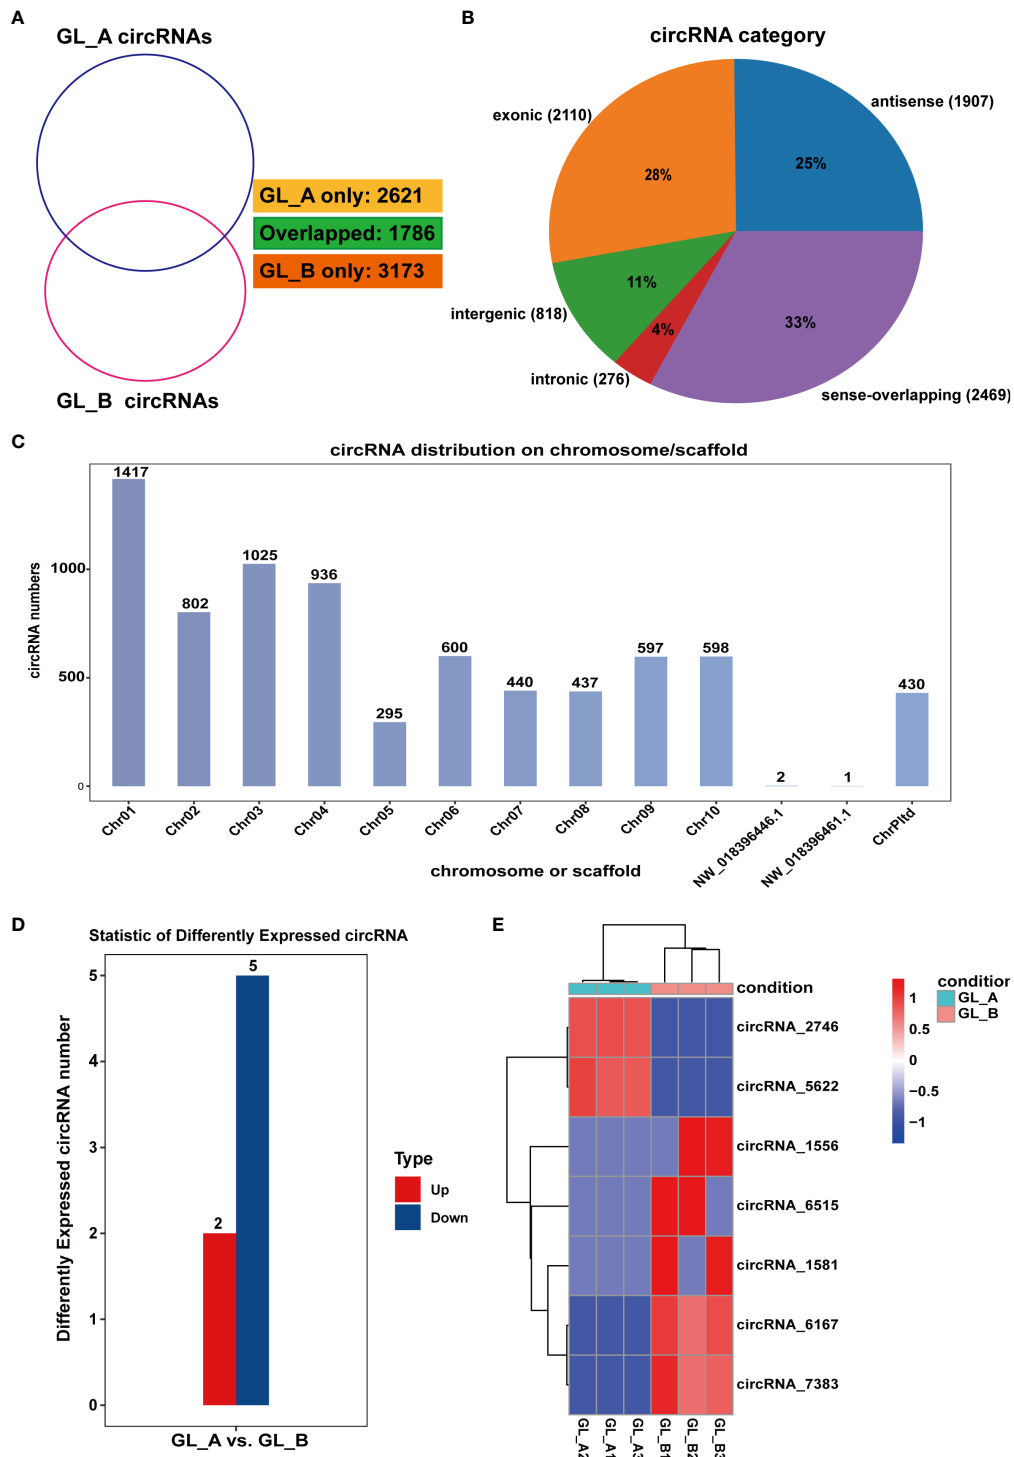 A
GL_A circRNAs
GL_A only: 2621
Overlapped: 1786
GL_B only: 3173
GL_B circRNAs
B
circRNA category
antisense (1907)
exonic (2110)
25%
28%
11%
intergenic (818)
4%
33%
intronic (276)
sense-overlapping (2469)
C
circRNA distribution on chromosome/scaffold
circRNA numbers
1000
500
0
1417
802
1025
936
295
600
440
437
597
598
2
1
430
Chr01
Chr02
Chr03
Chr04
Chr05
Chr06
Chr07
Chr08
Chr09
Chr10
NW_018396446.1
NW_018396461.1
ChrPltd
chromosome or scaffold
D
Statistic of Differently Expressed circRNA
Differently Expressed circRNA number
5
4
3
2
1
0
2
5
GL_A vs. GL_B
Type
Up
Down
E
condition
circRNA_2746
circRNA_5622
circRNA_1556
circRNA_6515
circRNA_1581
circRNA_6167
circRNA_7383
GL_A2
GL_A1
GL_A3
GL_B1
GL_B2
GL_B3
1
0.5
0
−0.5
−1
condition
GL_A
GL_B